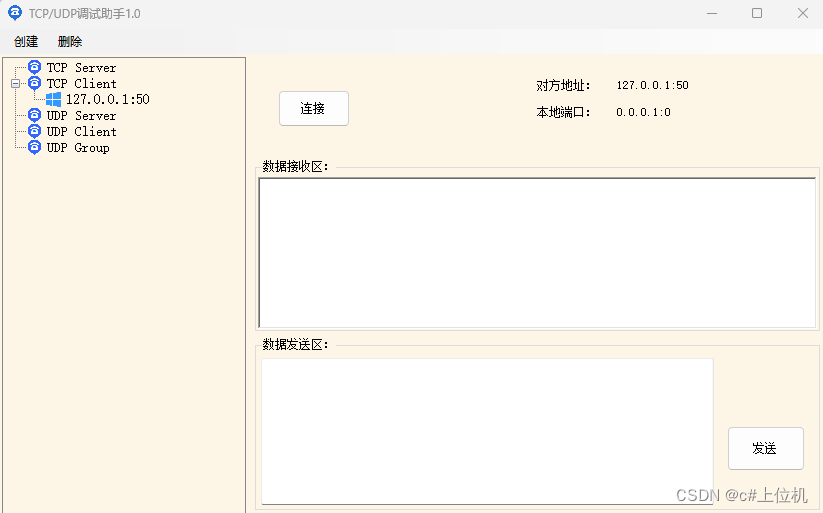 TCP/UDP调试助手1.0
创建 删除
TCP Server
TCP Client
127.0.0.1:50
UDP Server
UDP Client
UDP Group
连接
对方地址： 127.0.0.1:50
本地端口： 0.0.0.1:0
数据接收区：
数据发送区：
发送
CSDN @c#上位机